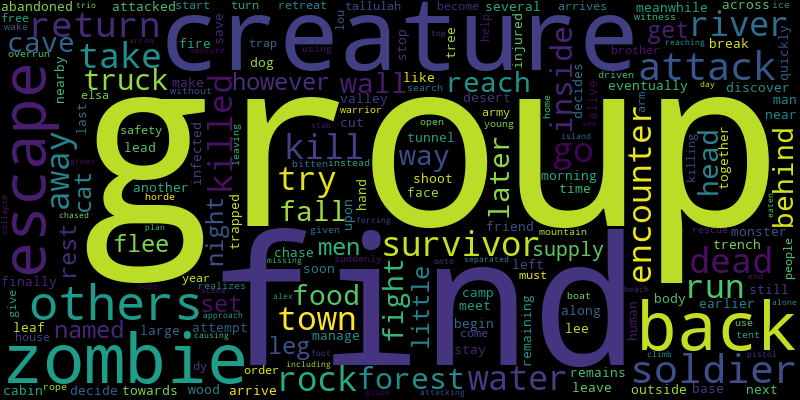 abandoned trio attacked start turn retreat tallulah become several arrives meanwhile across ice
free wake return creature lou help river witness
overrun cave take fire save arrow using top venture reaching get break quickly
nearby truck trap dog stop tree injured brother attack
elsa make however wall like reach search driven eventually discover
escape away last cat killed without group inside decides alive man near
safety lead infected valley desert army home day
horde another leaving kill cut warrior tunnel open young go arm head together killing
green night bitten instead way morning time island
collapse chased flee try shoot face later behind
rest trapped hand upon friend mountain rescue monster eaten
plan forcing fall given survivor encounter people
finally year chase men suddenly onto supply trench dead
missing soon fight left separated must run still
give set realizes food alex find camp meet boat along human body earlier alone
others named leaf rope approach town little begin come lee beach back use tent end
house large attempt causing manage stay remaining climb pistol
zombie dy leg foot including water soldier
cabin rope decide towards wood order arrive rock forest attacking remains leave outside base next